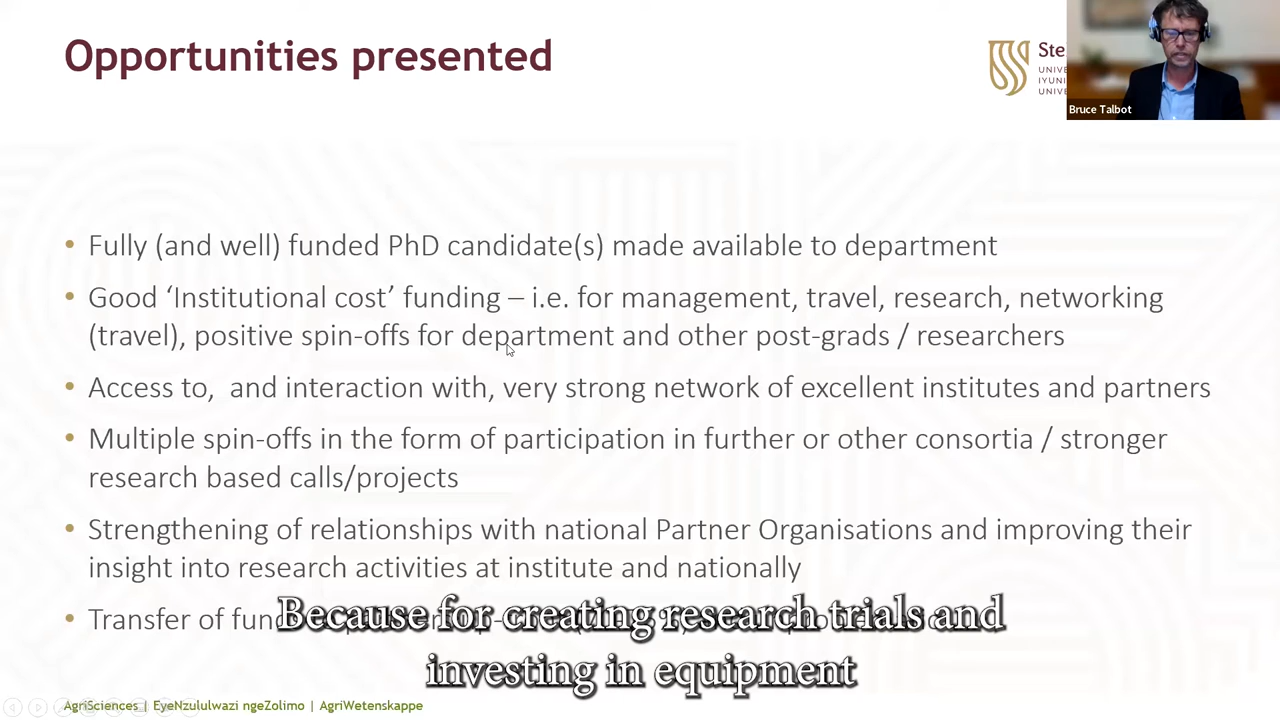 Opportunities presented
Ste
UNIVE
IYUNI
UNIVE
Bruce Talbot
• Fully (and well) funded PhD candidate(s) made available to department
• Good ‘Institutional cost’ funding – i.e. for management, travel, research, networking
(travel), positive spin-offs for department and other post-grads / researchers
• Access to,  and interaction with, very strong network of excellent institutes and partners
• Multiple spin-offs in the form of participation in further or other consortia / stronger
research based calls/projects
• Strengthening of relationships with national Partner Organisations and improving their
insight into research activities at institute and nationally
• Transfer of
Because for creating research trials and
investing in equipment
AgriSciences | EyeNzululwazi ngeZolimo | AgriWetenskappe